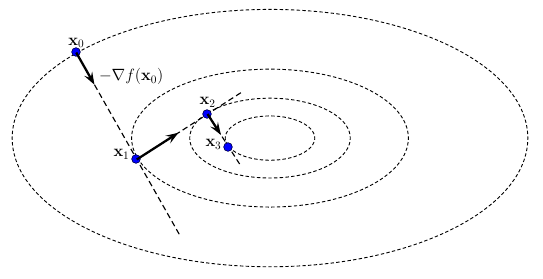 x₀
−∇f(x₀)
x₂
x₁
x₃